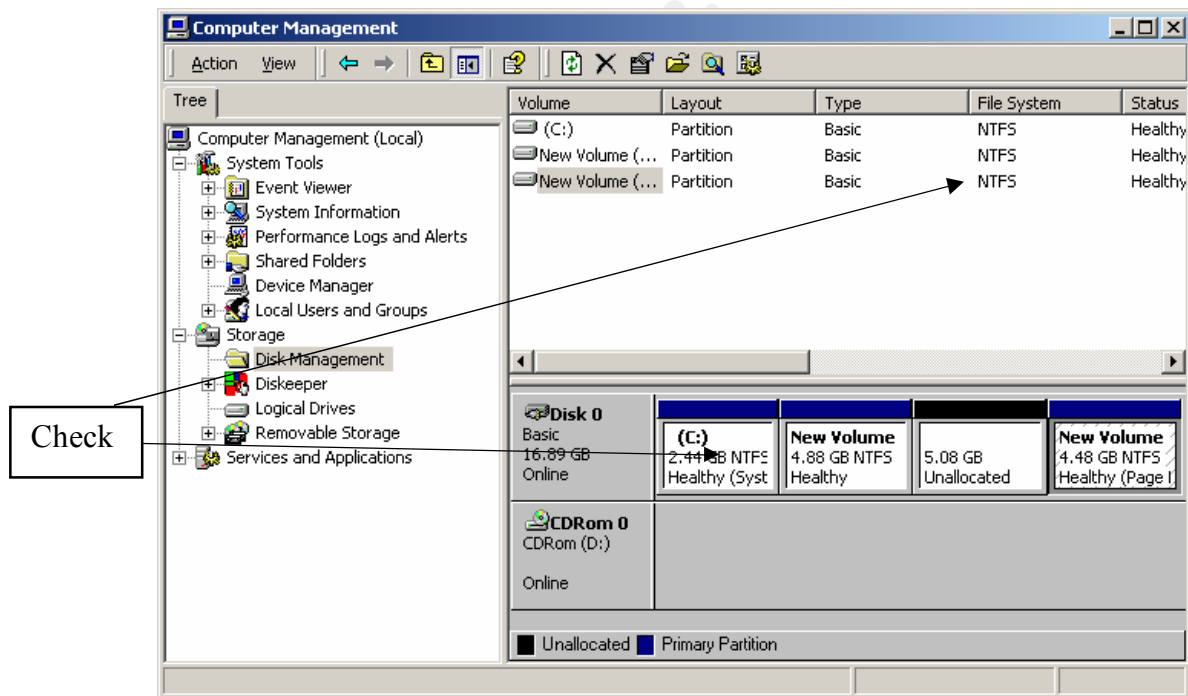 Computer Management
Action View
Tree
Computer Management (Local)
System Tools
Event Viewer
System Information
Performance Logs and Alerts
Shared Folders
Device Manager
Local Users and Groups
Storage
Disk Management
Diskeeper
Logical Drives
Removable Storage
Services and Applications
Volume Layout Type File System Status
(C:) Partition Basic NTFS Healthy
New Volume (... Partition Basic NTFS Healthy
New Volume (... Partition Basic NTFS Healthy
Check
Disk 0
Basic
16.89 GB
Online
(C:)
2.44 GB NTFS
Healthy (Syst
New Volume
4.88 GB NTFS
Healthy
5.08 GB
Unallocated
New Volume
4.48 GB NTFS
Healthy (Page
CDRom 0
CDRom (D:)
Online
Unallocated Primary Partition